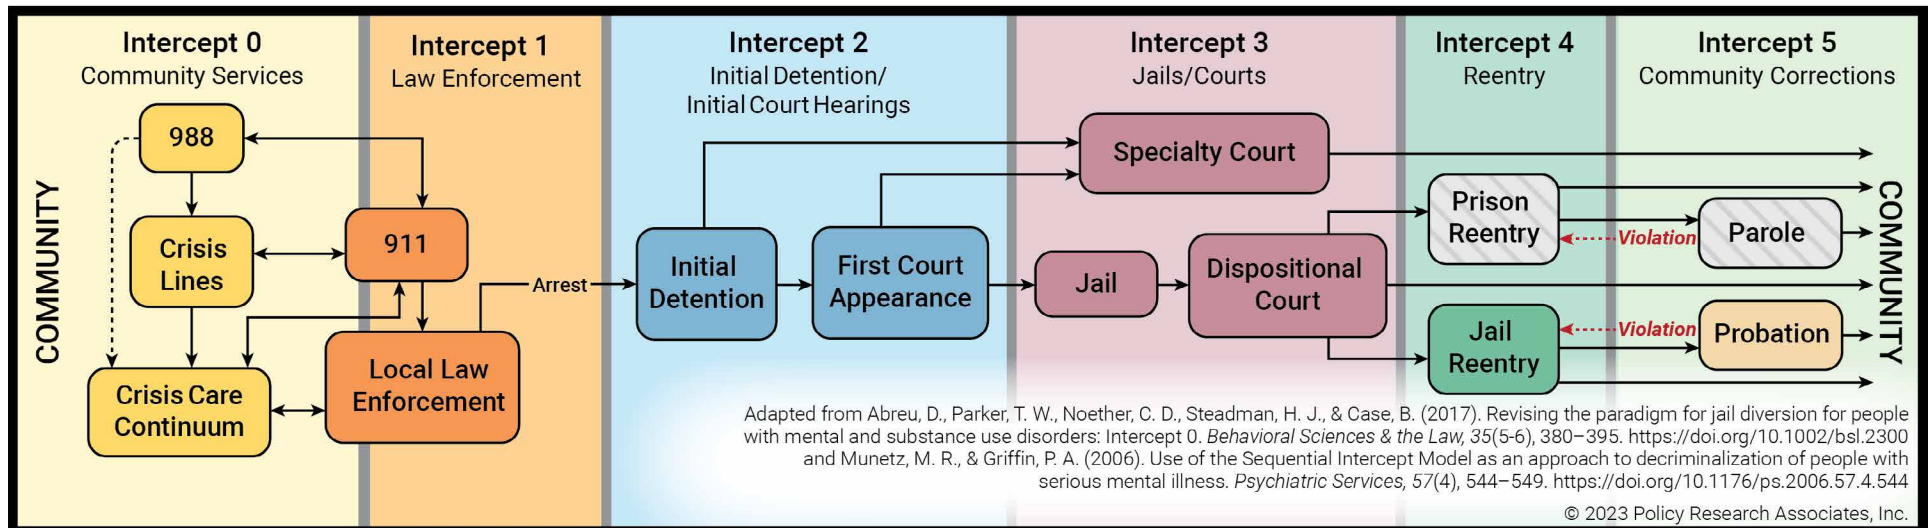 Intercept 0
Community Services
Intercept 1
Law Enforcement
Intercept 2
Initial Detention/
Initial Court Hearings
Intercept 3
Jails/Courts
Intercept 4
Reentry
Intercept 5
Community Corrections
COMMUNITY
988
Crisis
Lines
Crisis Care
Continuum
911
Local Law
Enforcement
Arrest
Initial
Detention
First Court
Appearance
Specialty Court
Jail
Dispositional
Court
Prison
Reentry
Violation
Parole
Jail
Reentry
Violation
Probation
COMMUNITY
Adapted from Abreu, D., Parker, T. W., Noether, C. D., Steadman, H. J., & Case, B. (2017). Revising the paradigm for jail diversion for people
with mental and substance use disorders: Intercept 0. Behavioral Sciences & the Law, 35(5-6), 380–395. https://doi.org/10.1002/bsl.2300
and Munetz, M. R., & Griffin, P. A. (2006). Use of the Sequential Intercept Model as an approach to decriminalization of people with
serious mental illness. Psychiatric Services, 57(4), 544–549. https://doi.org/10.1176/ps.2006.57.4.544
© 2023 Policy Research Associates, Inc.